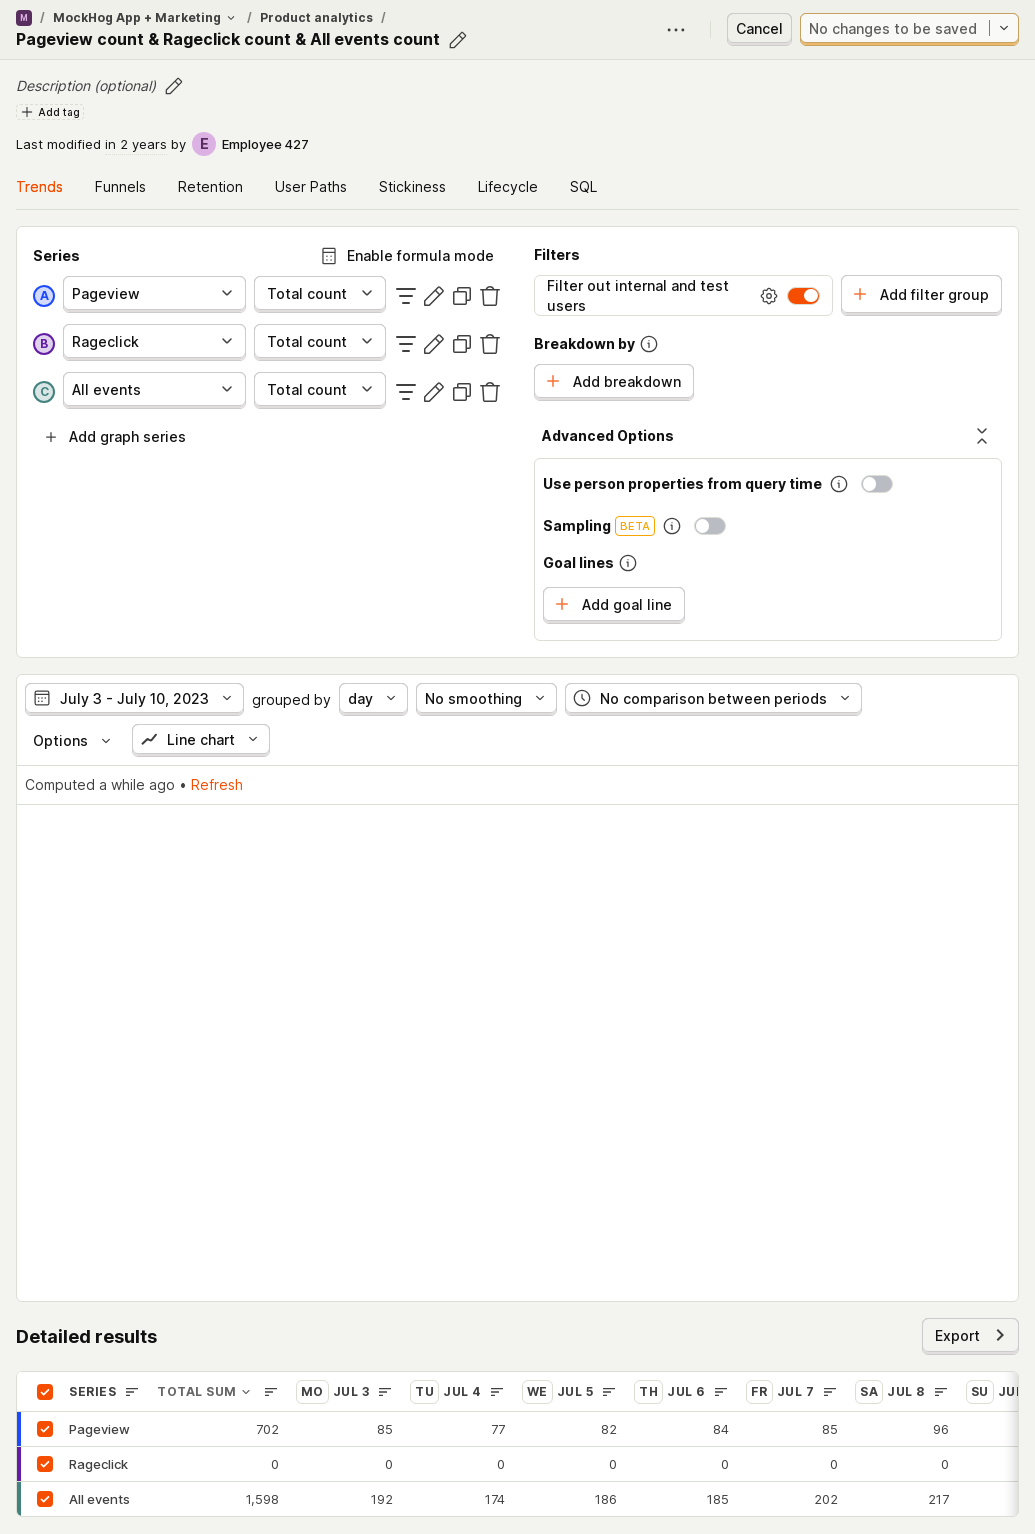 M / MockHog App + Marketing / Product analytics /
Pageview count & Rageclick count & All events count
Cancel
No changes to be saved
Description (optional)
Add tag
Last modified in 2 years by E Employee 427
Trends Funnels Retention User Paths Stickiness Lifecycle SQL
Series
Enable formula mode
A Pageview Total count
B Rageclick Total count
C All events Total count
Add graph series
Filters
Filter out internal and test
users
Add filter group
Breakdown by
Add breakdown
Advanced Options
Use person properties from query time
Sampling BETA
Goal lines
Add goal line
July 3 - July 10, 2023 grouped by day No smoothing No comparison between periods
Options Line chart
Computed a while ago • Refresh
Detailed results
Export
SERIES TOTAL SUM MO JUL 3 TU JUL 4 WE JUL 5 TH JUL 6 FR JUL 7 SA JUL 8 SU
Pageview 702 85 77 82 84 85 96
Rageclick 0 0 0 0 0 0 0
All events 1,598 192 174 186 185 202 217